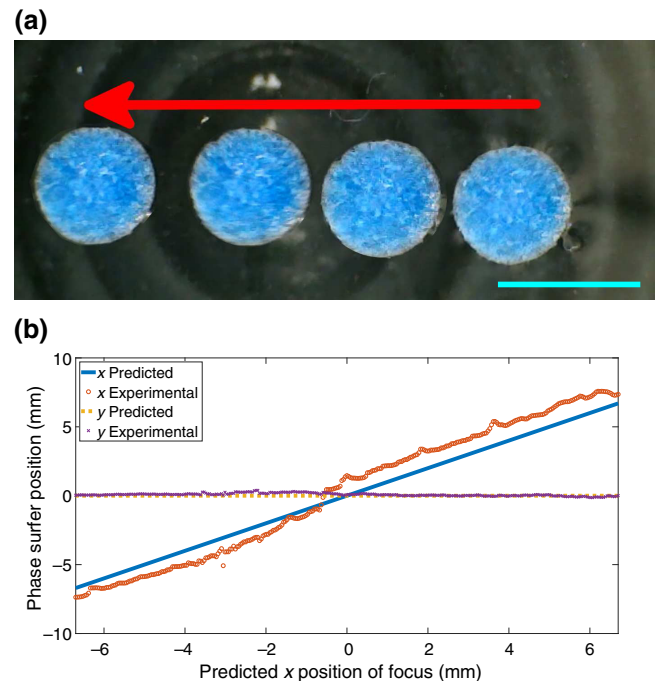 (a)
(b)
10
5
0
−5
−10
x Predicted
x Experimental
y Predicted
y Experimental
Phase surfer position (mm)
−6
−4
−2
0
2
4
6
Predicted x position of focus (mm)